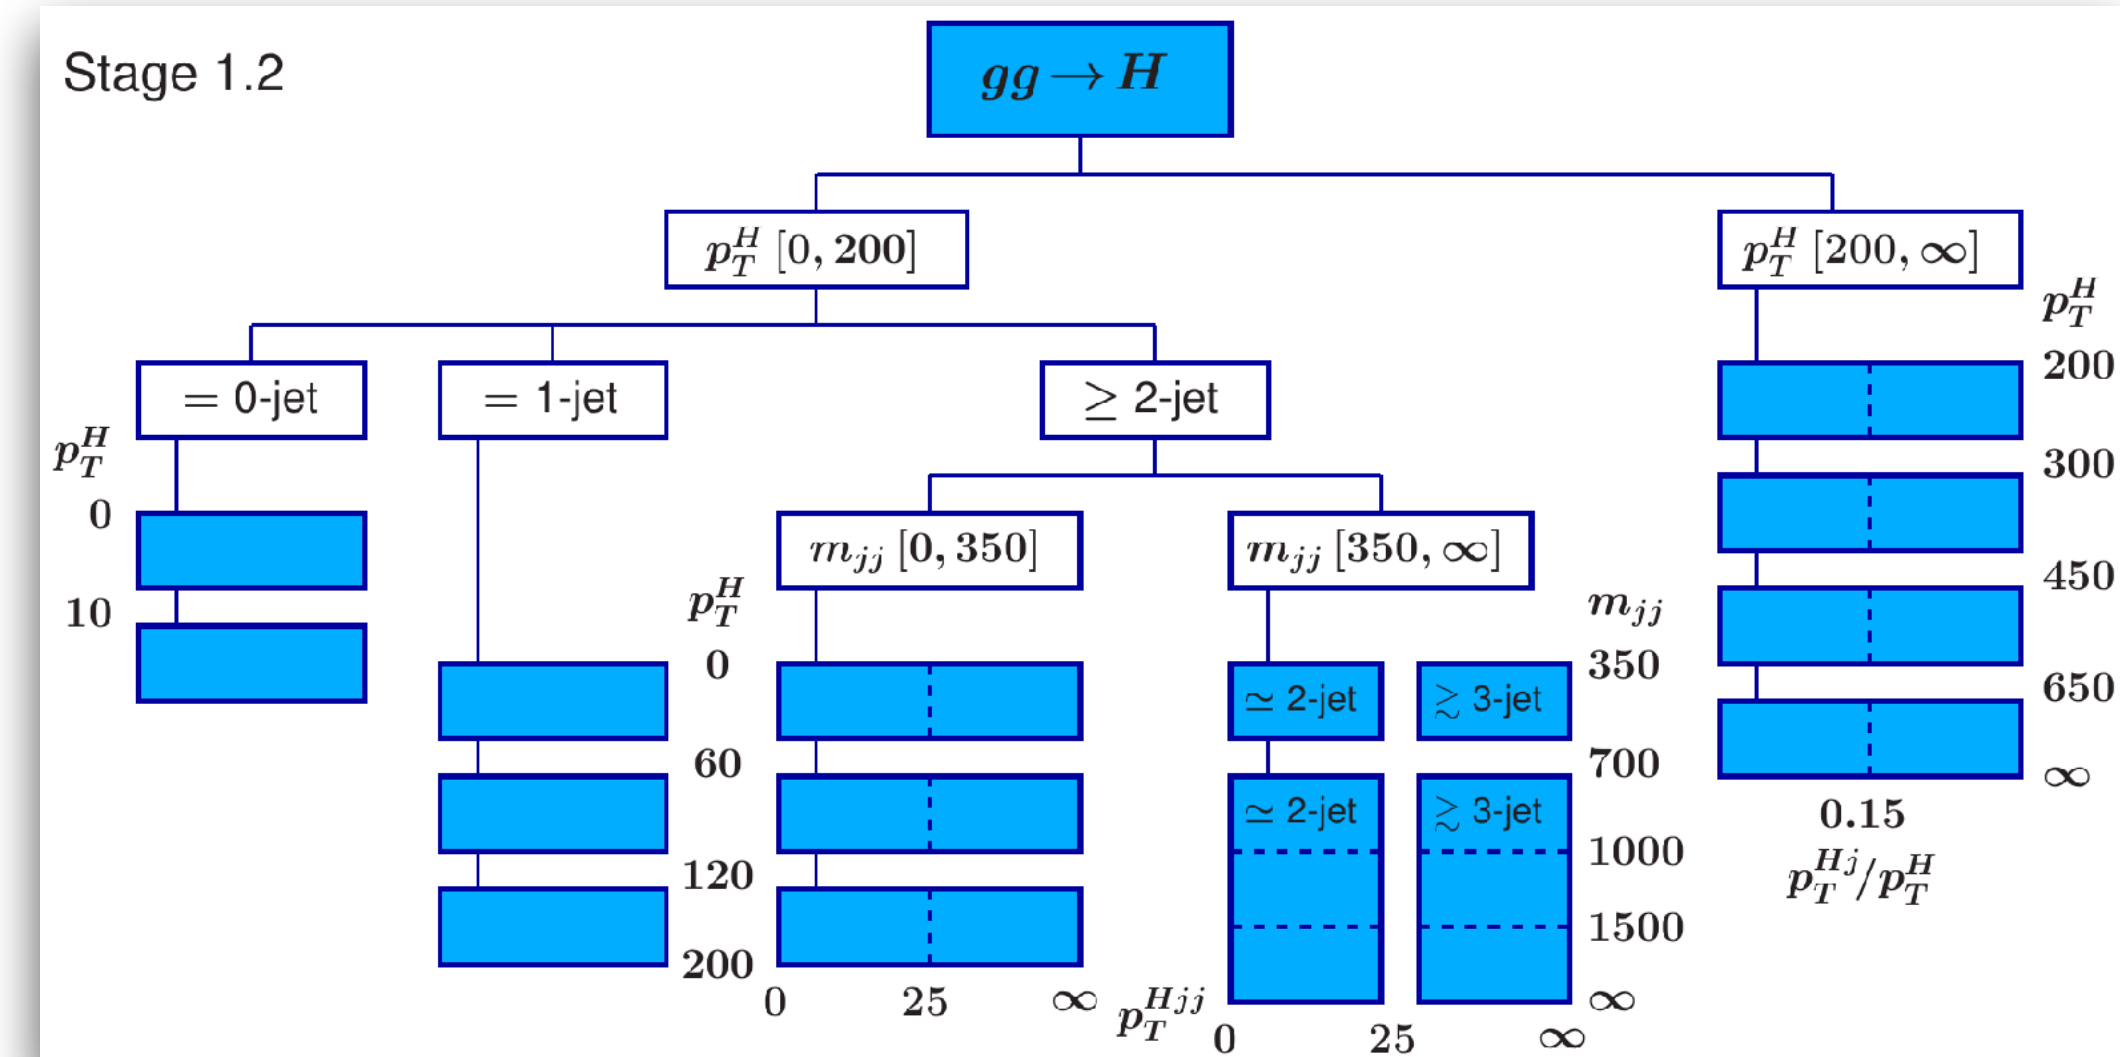 Stage 1.2
gg → H
p_T^H [0, 200]
p_T^H [200, ∞]
= 0-jet
= 1-jet
≥ 2-jet
p_T^H
0
10
m_jj [0, 350]
m_jj [350, ∞]
p_T^H
0
60
120
200
0 25 ∞
≃ 2-jet
≳ 3-jet
≃ 2-jet
≳ 3-jet
m_jj
350
700
1000
1500
∞
p_T^Hjj
0 25 ∞
p_T^H
200
300
450
650
∞
0.15
p_T^Hj/p_T^H